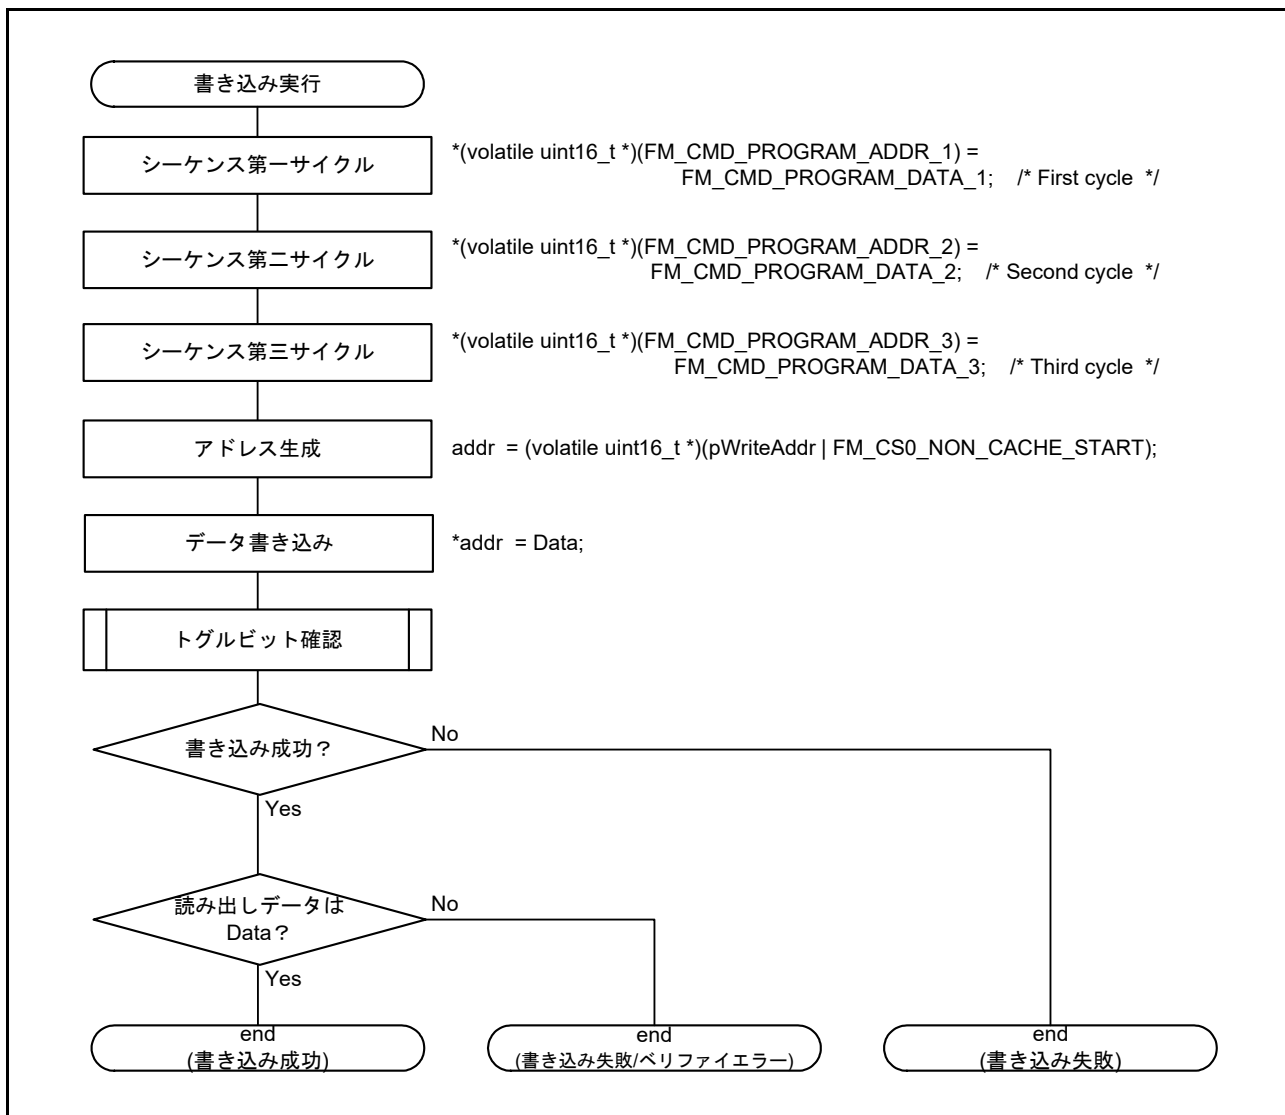 書き込み実行
シーケンス第一サイクル
*(volatile uint16_t *)(FM_CMD_PROGRAM_ADDR_1) =
FM_CMD_PROGRAM_DATA_1; /* First cycle */
シーケンス第二サイクル
*(volatile uint16_t *)(FM_CMD_PROGRAM_ADDR_2) =
FM_CMD_PROGRAM_DATA_2; /* Second cycle */
シーケンス第三サイクル
*(volatile uint16_t *)(FM_CMD_PROGRAM_ADDR_3) =
FM_CMD_PROGRAM_DATA_3; /* Third cycle */
アドレス生成
addr = (volatile uint16_t *)(pWriteAddr | FM_CS0_NON_CACHE_START);
データ書き込み
*addr = Data;
トグルビット確認
書き込み成功？
No
Yes
読み出しデータは
Data？
No
Yes
end
(書き込み成功)
end
(書き込み失敗/ベリファイエラー)
end
(書き込み失敗)